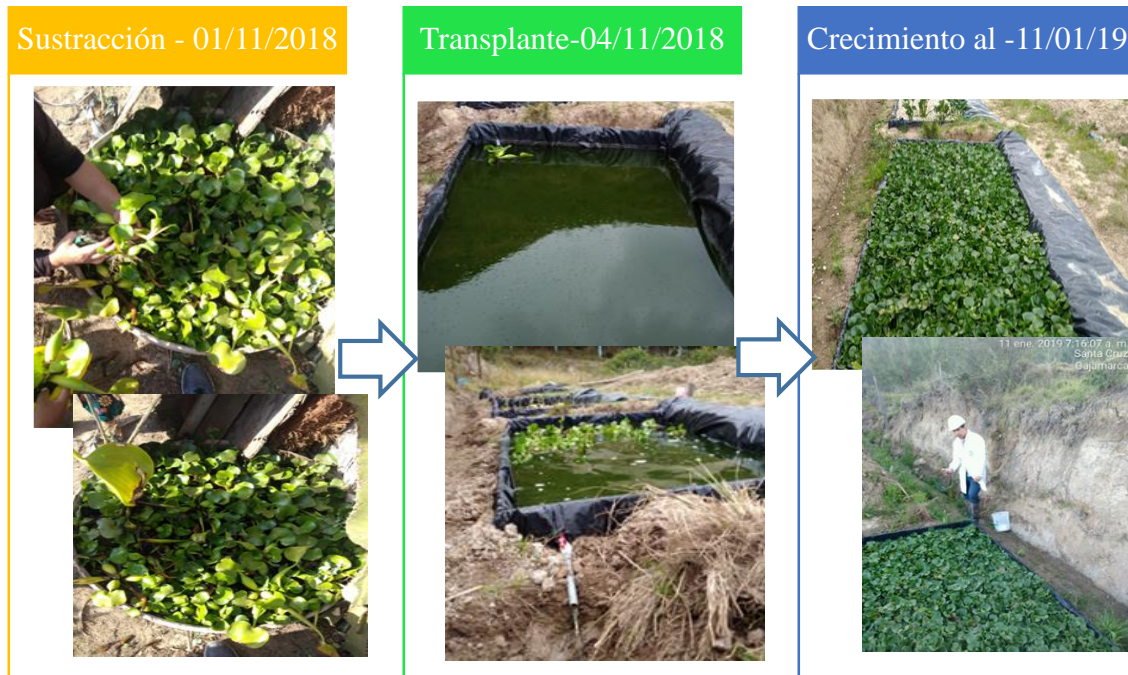 Sustracción - 01/11/2018
Transplante-04/11/2018
Crecimiento al -11/01/19
11 ene. 2019 7:16:07 a. m.
Santa Cruz
Cajamarca